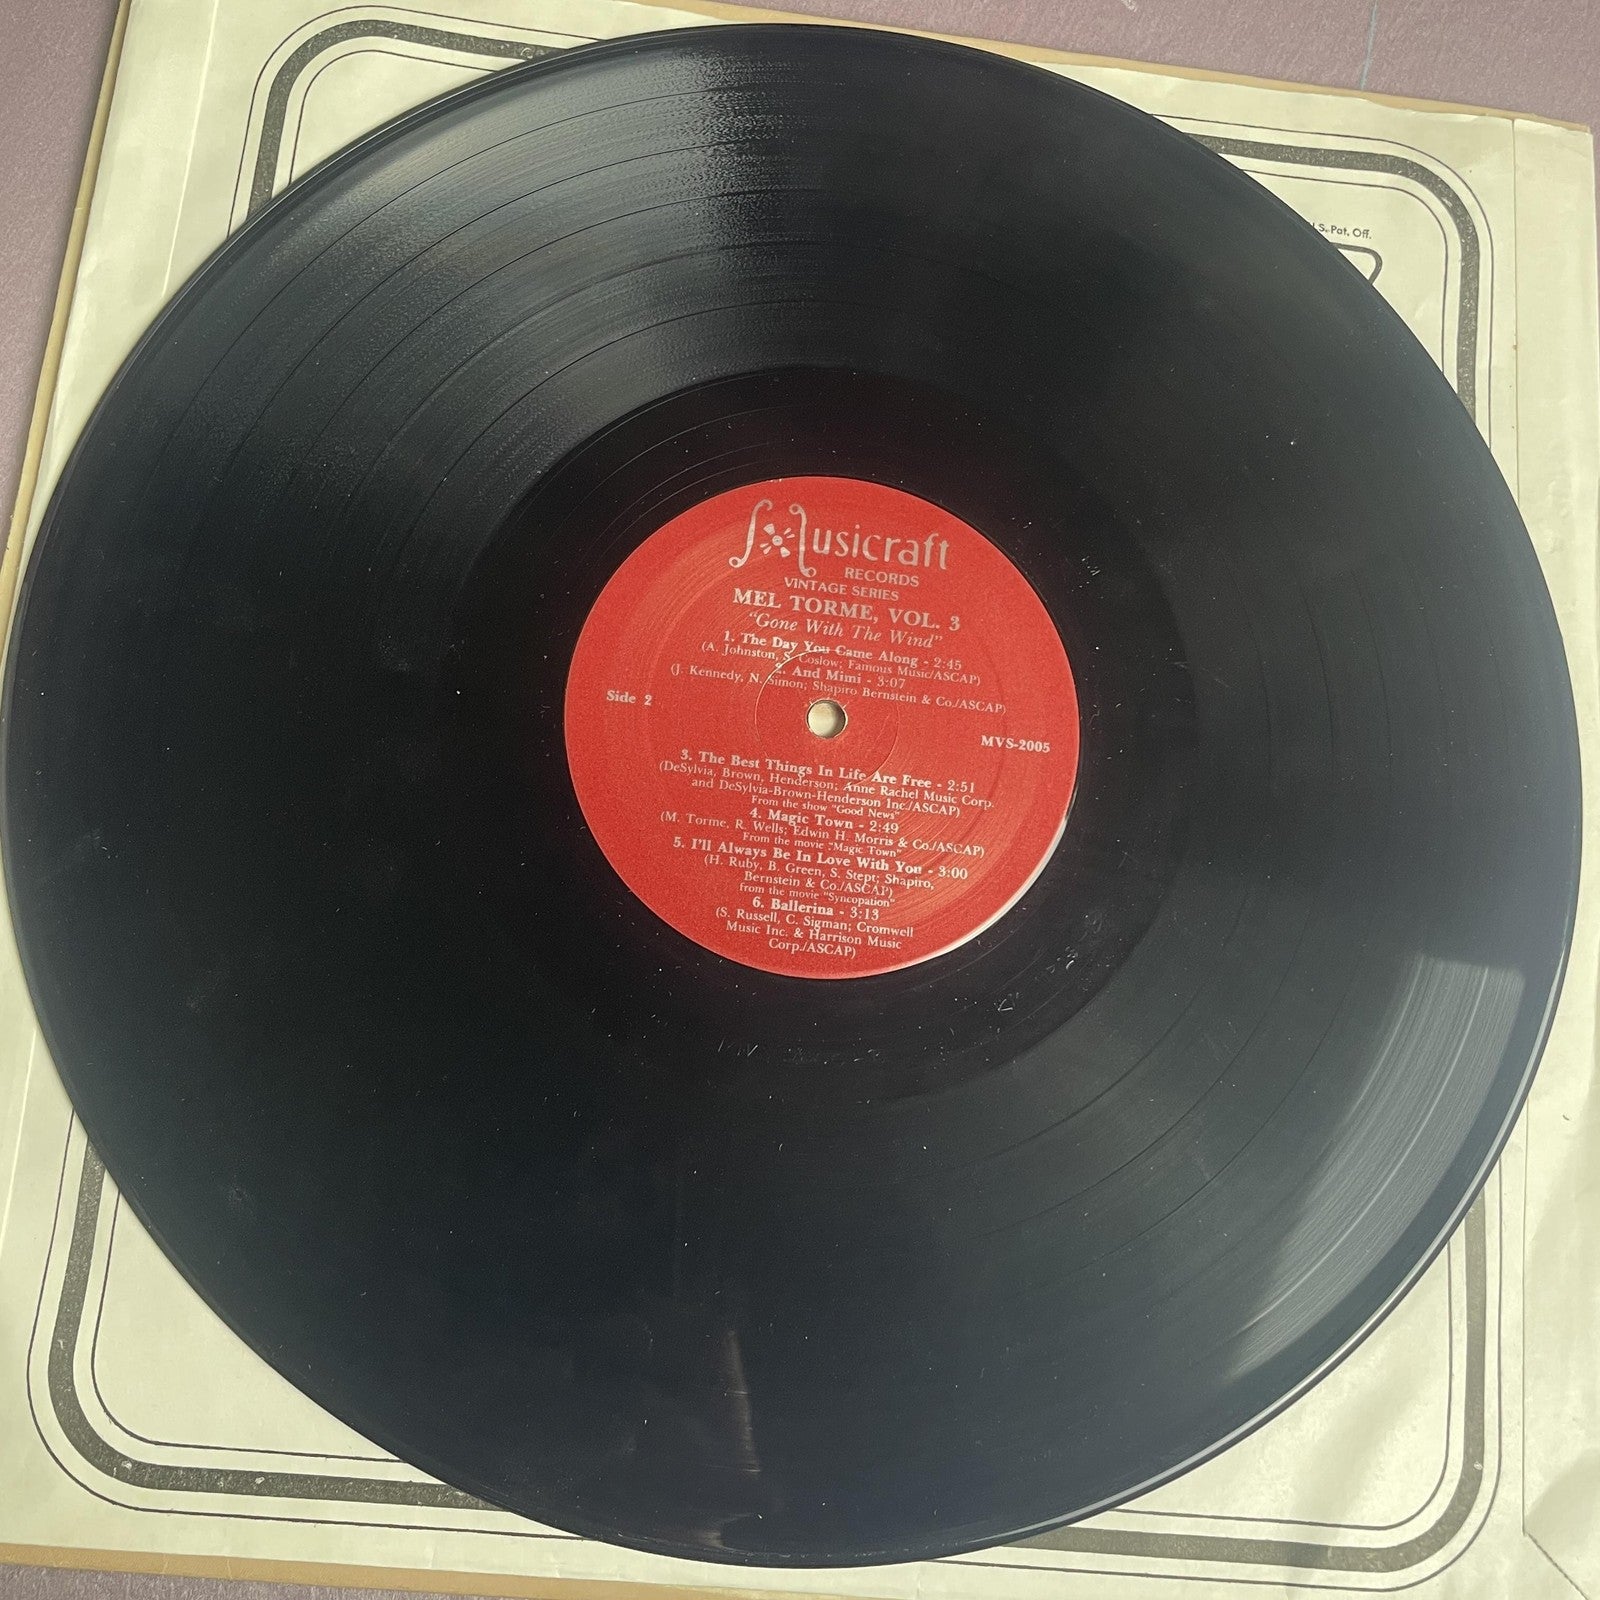 S. Pat. Off.
Musicraft
RECORDS
VINTAGE SERIES
MEL TORME, VOL. 3
"Gone With The Wind"
1. The Day You Came Along - 2:45
(A. Johnston, S. Coslow; Famous Music/ASCAP)
2. And Mimi - 3:07
(J. Kennedy, N. Simon; Shapiro Bernstein & Co./ASCAP)
Side 2
MVS-2005
3. The Best Things In Life Are Free - 2:51
(DeSylvia, Brown, Henderson; Anne Rachel Music Corp.
and DeSylvia-Brown-Henderson Inc./ASCAP)
From the show "Good News"
4. Magic Town - 2:49
(M. Torme, R. Wells; Edwin H. Morris & Co./ASCAP)
From the movie "Magic Town"
5. I'll Always Be In Love With You - 3:00
(H. Ruby, B. Green, S. Stept; Shapiro,
Bernstein & Co./ASCAP)
from the movie "Syncopation"
6. Ballerina - 3:13
(S. Russell, C. Sigman; Cromwell
Music Inc. & Harrison Music
Corp./ASCAP)